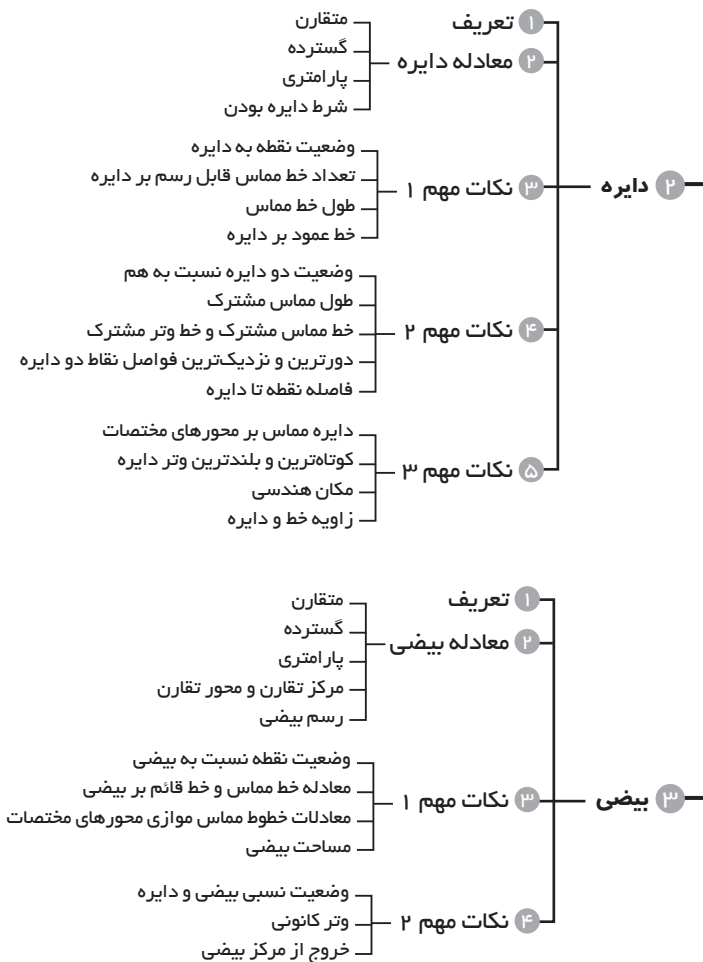 ۲ دایره
۱ تعریف
۲ معادله دایره
متقارن
گسترده
پارامتری
شرط دایره بودن
۳ نکات مهم ۱
وضعیت نقطه به دایره
تعداد خط مماس قابل رسم بر دایره
طول خط مماس
خط عمود بر دایره
۴ نکات مهم ۲
وضعیت دو دایره نسبت به هم
طول مماس مشترک
خط مماس مشترک و خط وتر مشترک
دورترین و نزدیک‌ترین فواصل نقاط دو دایره
فاصله نقطه تا دایره
۵ نکات مهم ۳
دایره مماس بر محورهای مختصات
کوتاه‌ترین و بلندترین وتر دایره
مکان هندسی
زاویه خط و دایره
۳ بیضی
۱ تعریف
۲ معادله بیضی
متقارن
گسترده
پارامتری
مرکز تقارن و محور تقارن
رسم بیضی
۳ نکات مهم ۱
وضعیت نقطه نسبت به بیضی
معادله خط مماس و خط قائم بر بیضی
معادلات خطوط مماس موازی محورهای مختصات
مساحت بیضی
۴ نکات مهم ۲
وضعیت نسبی بیضی و دایره
وتر کانونی
خروج از مرکز بیضی